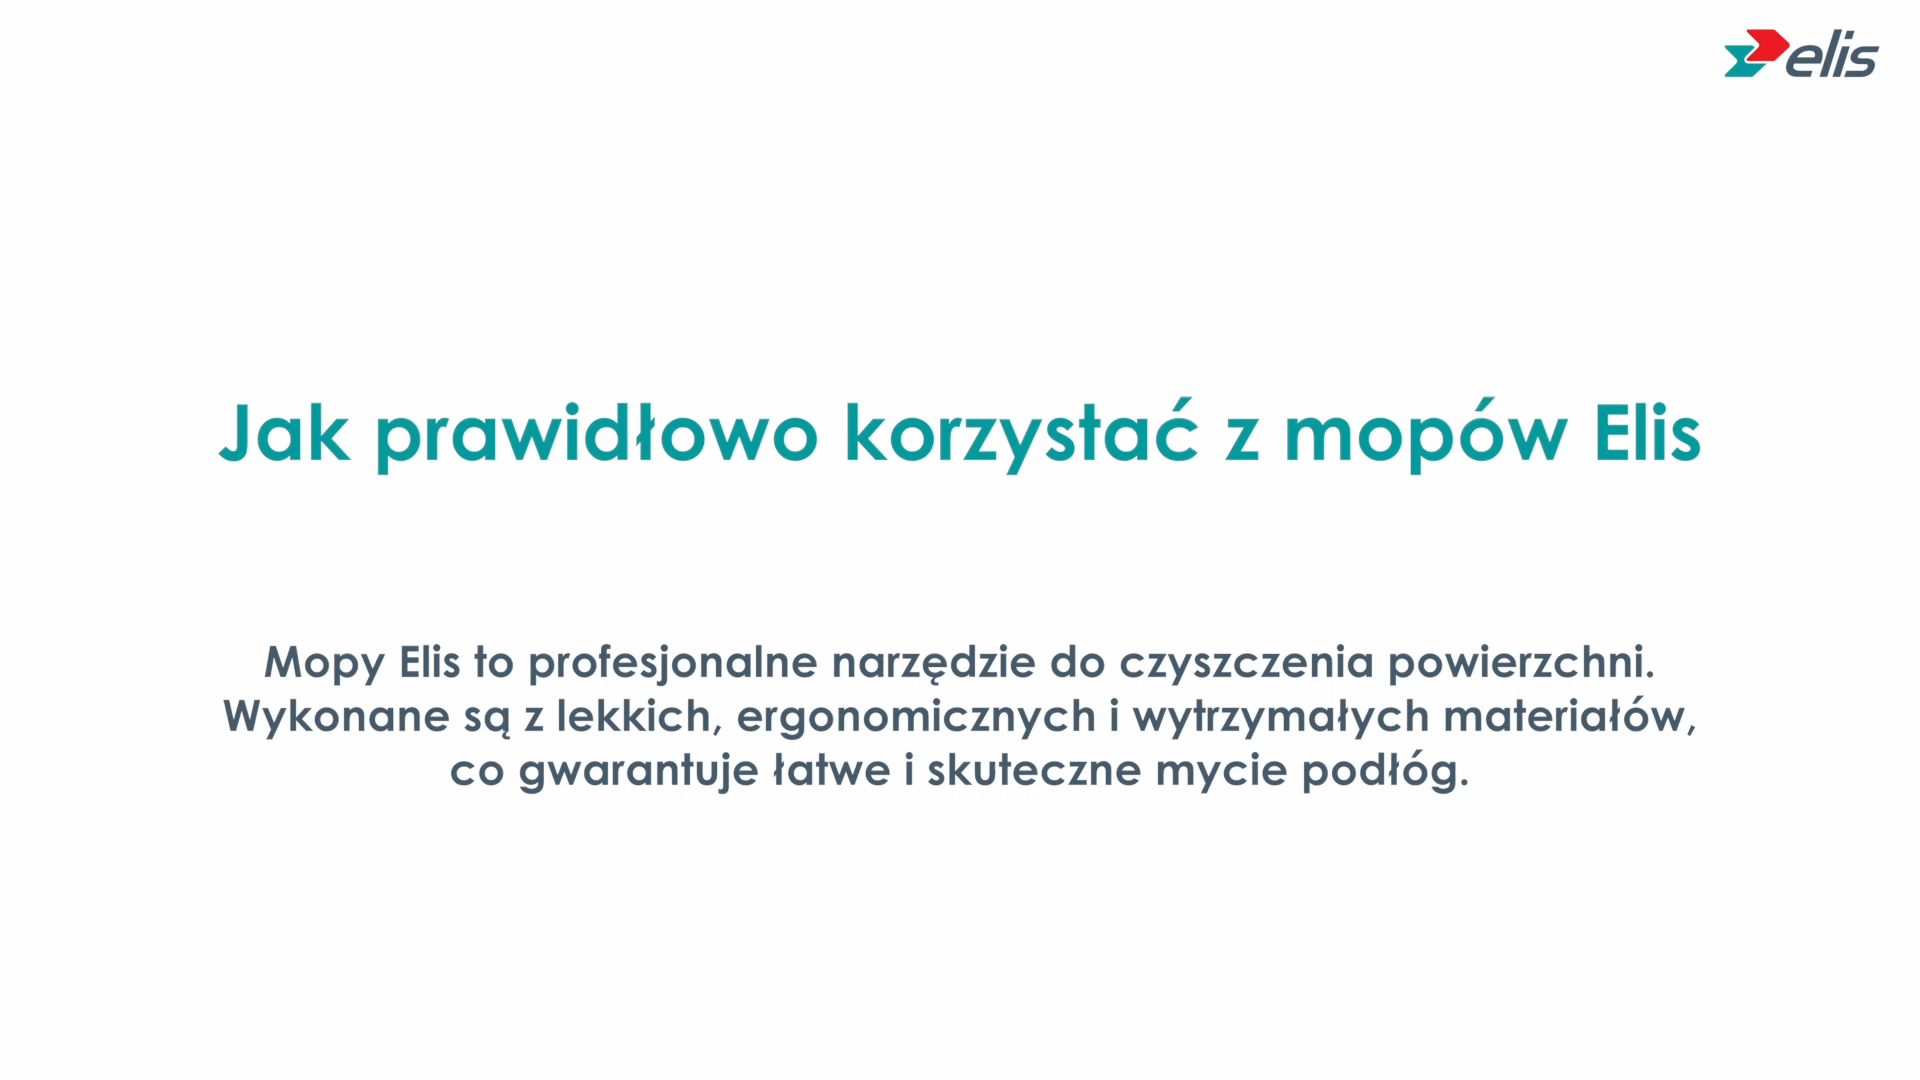 elis
Jak prawidłowo korzystać z mopów Elis
Mopy Elis to profesjonalne narzędzie do czyszczenia powierzchni.
Wykonane są z lekkich, ergonomicznych i wytrzymałych materiałów,
co gwarantuje łatwe i skuteczne mycie podłóg.